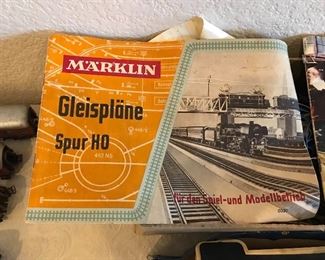 MÄRKLIN
Gleispläne
Spur HO
für den Spiel-und Modellbetrieb